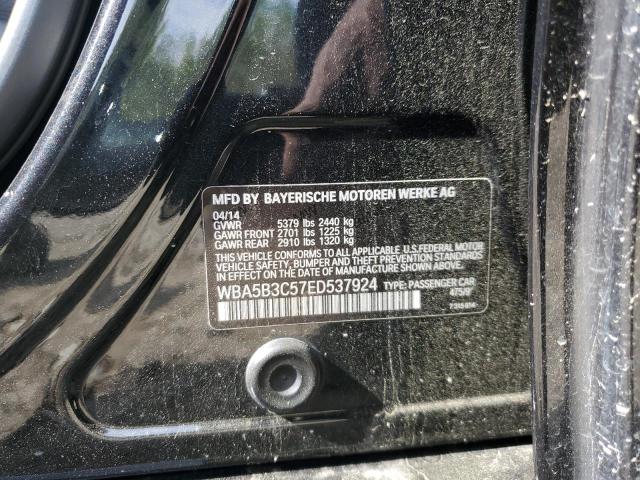 MFD BY BAYERISCHE MOTOREN WERKE AG
04/14
GVWR 5379 lbs 2440 kg
GAWR FRONT 2701 lbs 1225 kg
GAWR REAR 2910 lbs 1320 kg
THIS VEHICLE CONFORMS TO ALL APPLICABLE U.S.FEDERAL MOTOR
VEHICLE SAFETY, BUMPER, AND THEFT PREVENTION STANDARDS
IN EFFECT ON THE DATE OF MANUFACTURE SHOWN ABOVE.
WBA5B3C57ED537924 TYPE: PASSENGER CAR